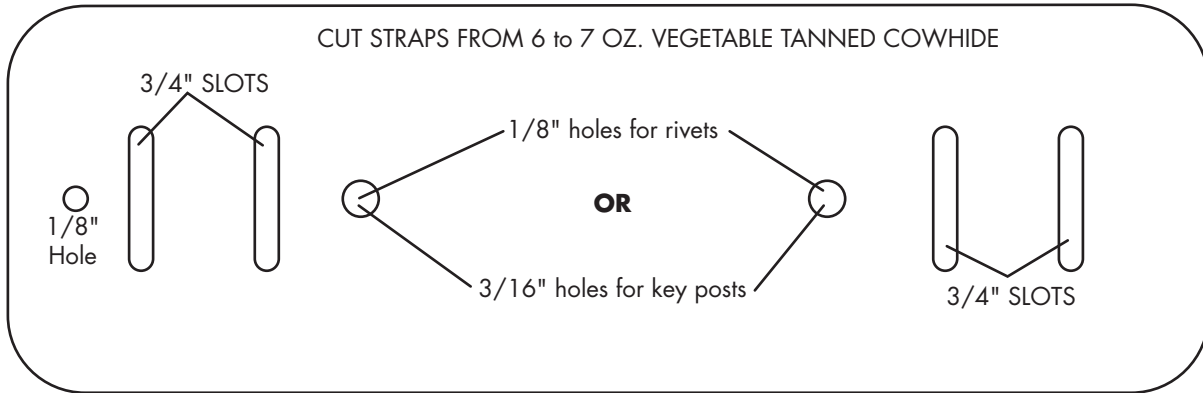 CUT STRAPS FROM 6 to 7 OZ. VEGETABLE TANNED COWHIDE
3/4" SLOTS
1/8" holes for rivets
1/8"
Hole
OR
3/16" holes for key posts
3/4" SLOTS